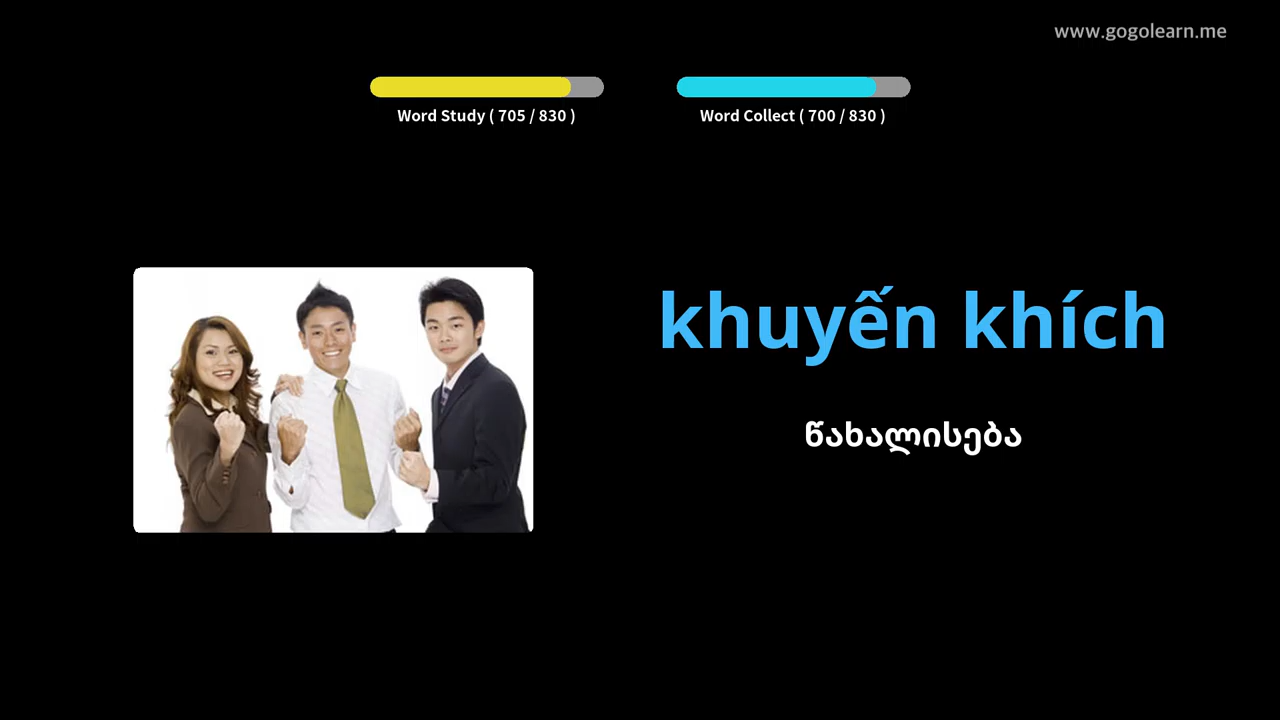 www.gogolearn.me
Word Study ( 705 / 830 )
Word Collect ( 700 / 830 )
khuyến khích
წახალისება